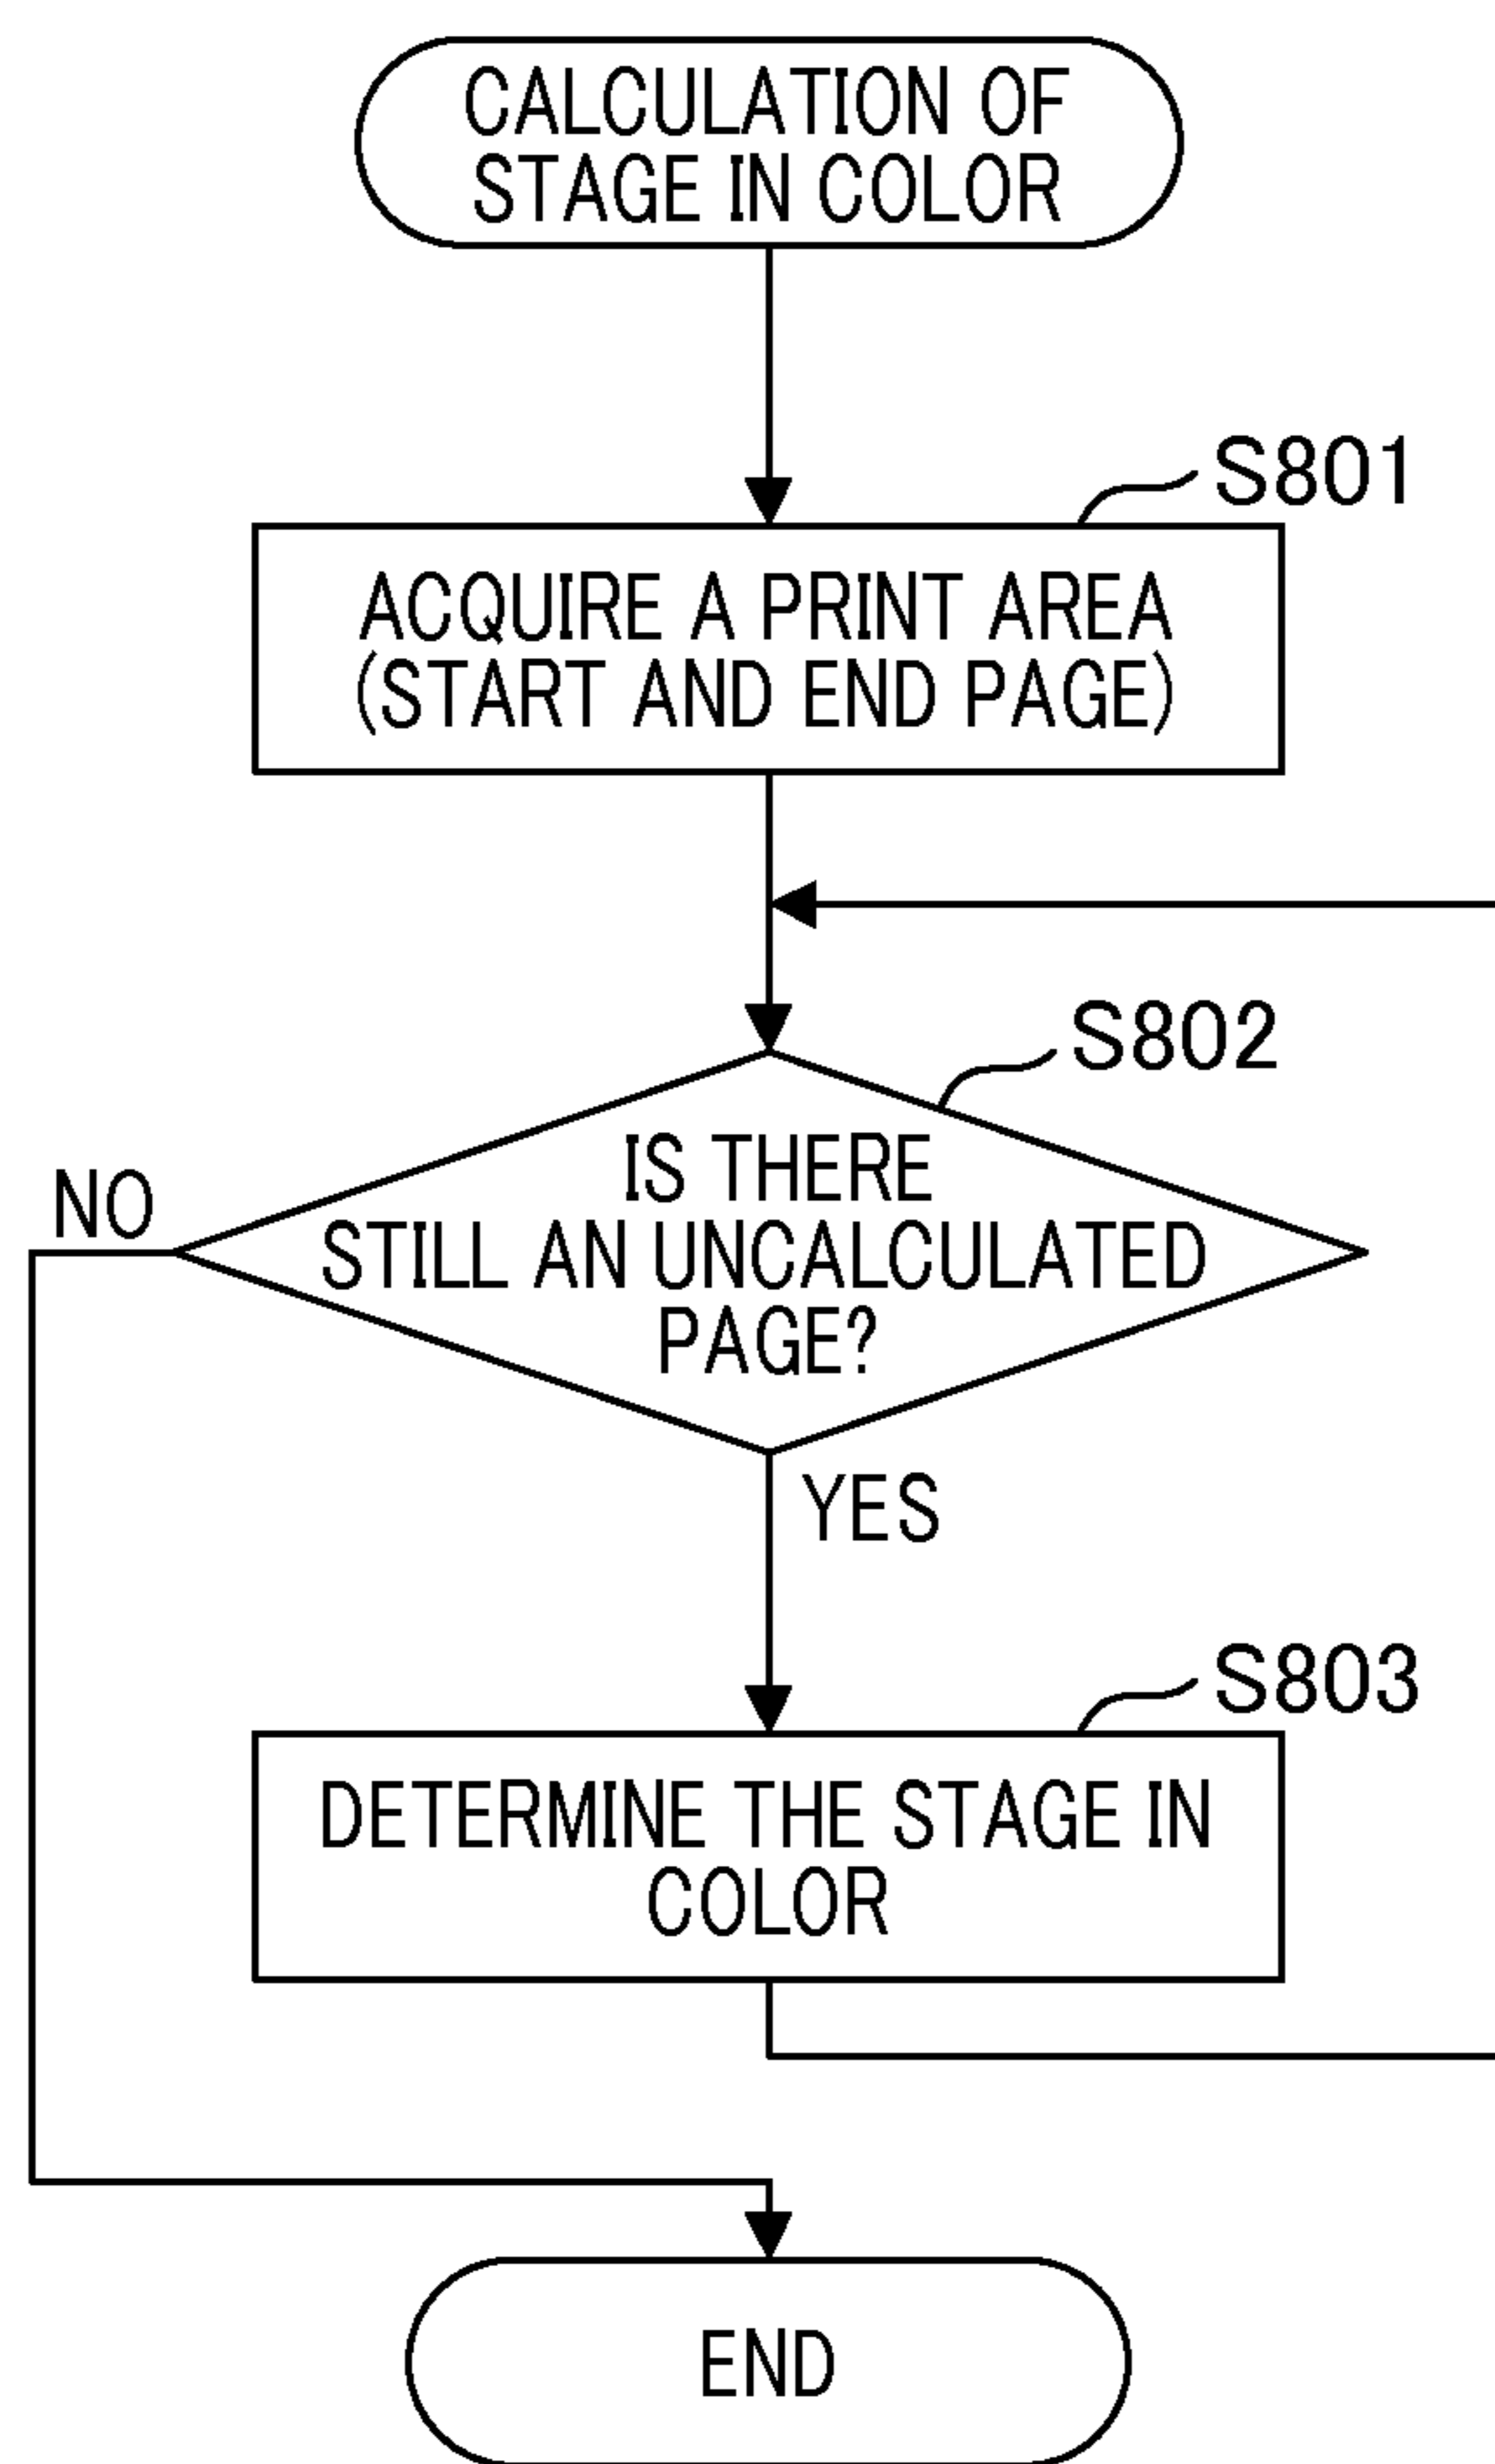 CALCULATION OF
STAGE IN COLOR
S801
ACQUIRE A PRINT AREA
(START AND END PAGE)
S802
IS THERE
STILL AN UNCALCULATED
PAGE?
NO
YES
S803
DETERMINE THE STAGE IN
COLOR
END